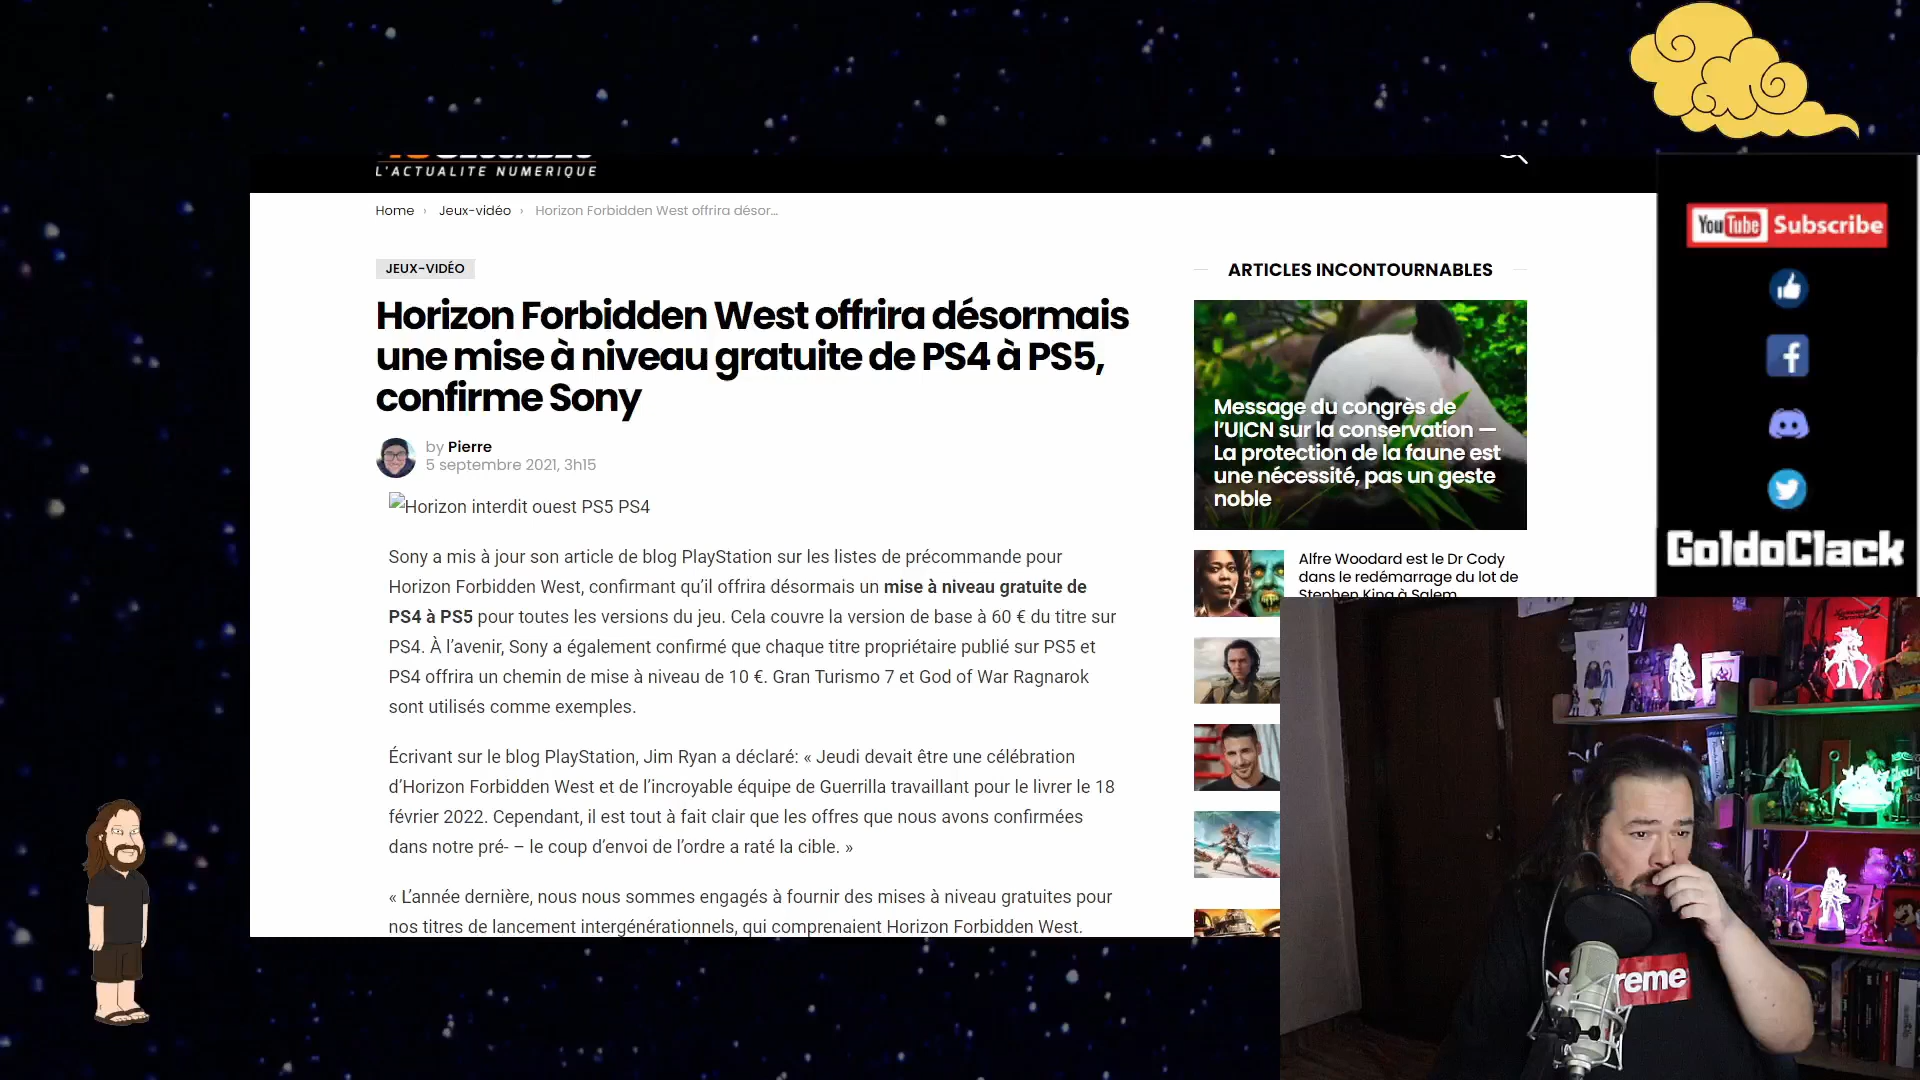 L'ACTUALITE NUMERIQUE
Home › Jeux-vidéo › Horizon Forbidden West offrira désor...
JEUX-VIDÉO
Horizon Forbidden West offrira désormais
une mise à niveau gratuite de PS4 à PS5,
confirme Sony
by Pierre
5 septembre 2021, 3h15
Horizon interdit ouest PS5 PS4
Sony a mis à jour son article de blog PlayStation sur les listes de précommande pour
Horizon Forbidden West, confirmant qu'il offrira désormais un mise à niveau gratuite de
PS4 à PS5 pour toutes les versions du jeu. Cela couvre la version de base à 60 € du titre sur
PS4. À l'avenir, Sony a également confirmé que chaque titre propriétaire publié sur PS5 et
PS4 offrira un chemin de mise à niveau de 10 €. Gran Turismo 7 et God of War Ragnarok
sont utilisés comme exemples.
Écrivant sur le blog PlayStation, Jim Ryan a déclaré: « Jeudi devait être une célébration
d'Horizon Forbidden West et de l'incroyable équipe de Guerrilla travaillant pour le livrer le 18
février 2022. Cependant, il est tout à fait clair que les offres que nous avons confirmées
dans notre pré- – le coup d'envoi de l'ordre a raté la cible. »
« L'année dernière, nous nous sommes engagés à fournir des mises à niveau gratuites pour
nos titres de lancement intergénérationnels, qui comprenaient Horizon Forbidden West.
ARTICLES INCONTOURNABLES
Message du congrès de
l'UICN sur la conservation —
La protection de la faune est
une nécessité, pas un geste
noble
Alfre Woodard est le Dr Cody
dans le redémarrage du lot de
Stephen King à Salem
YouTube Subscribe
GoldoClack
reme